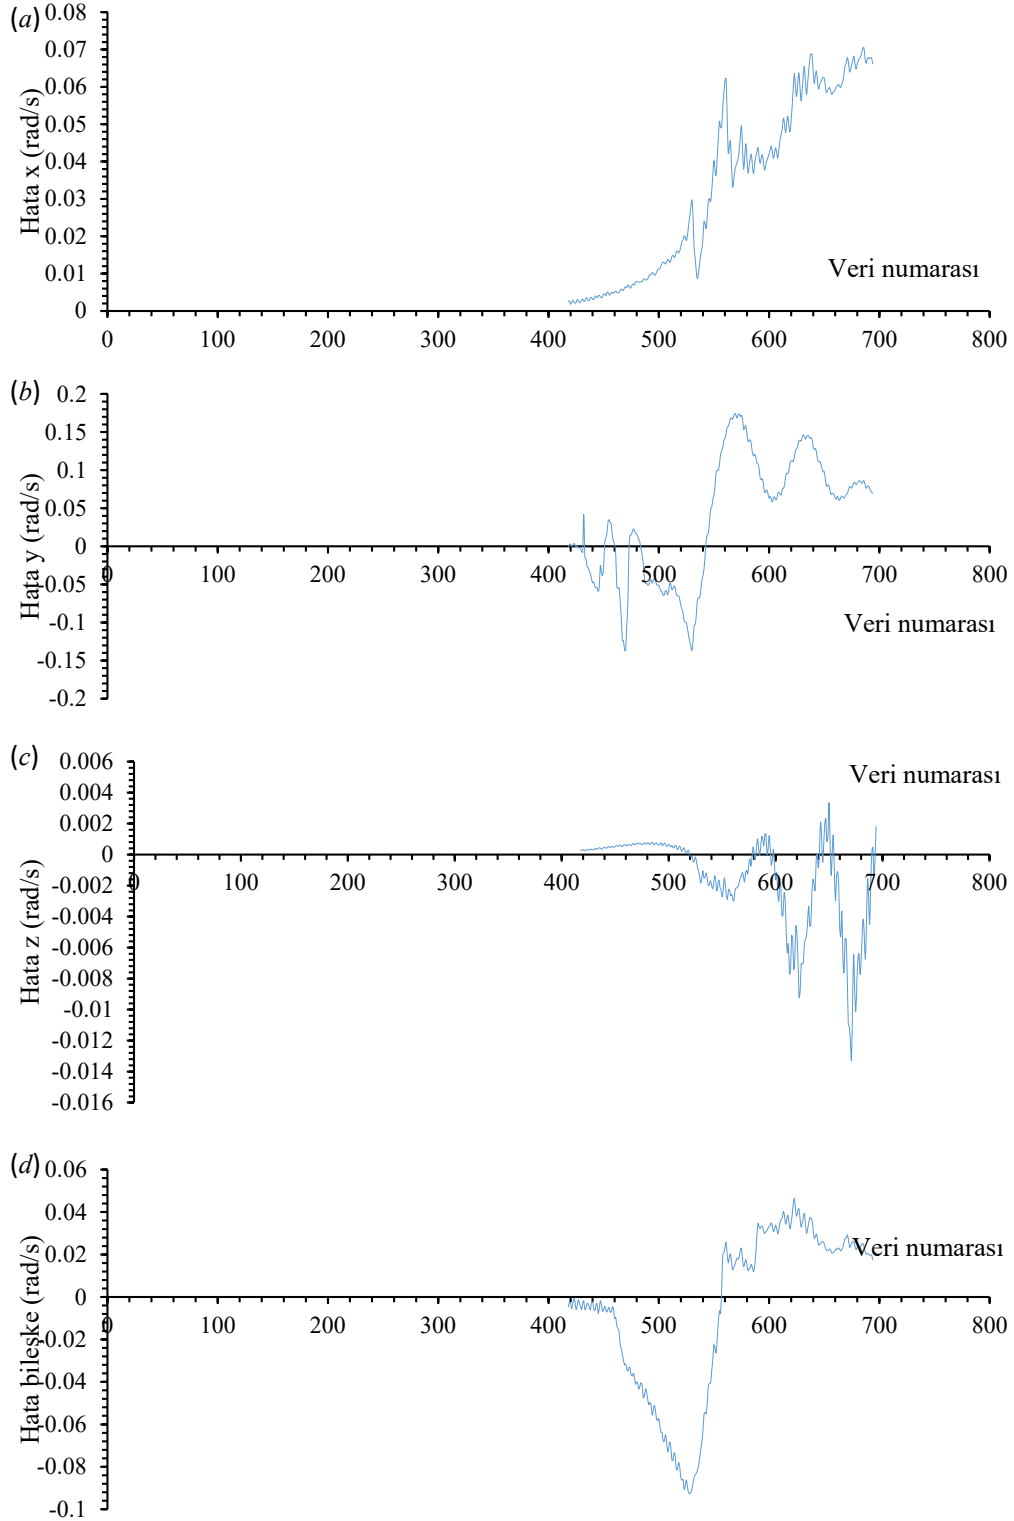 (a)
0.08
0.07
0.06
0.05
0.04
0.03
0.02
0.01
0
Hata x (rad/s)
Veri numarası
0 100 200 300 400 500 600 700 800
(b)
0.2
0.15
0.1
0.05
0
-0.05
-0.1
-0.15
-0.2
Hata y (rad/s)
0 100 200 300 400 500 600 700 800
Veri numarası
(c)
0.006
0.004
0.002
0
-0.002
-0.004
-0.006
-0.008
-0.01
-0.012
-0.014
-0.016
Hata z (rad/s)
Veri numarası
0 100 200 300 400 500 600 700 800
(d)
0.06
0.04
0.02
0
-0.02
-0.04
-0.06
-0.08
-0.1
Hata bileşke (rad/s)
Veri numarası
0 100 200 300 400 500 600 700 800